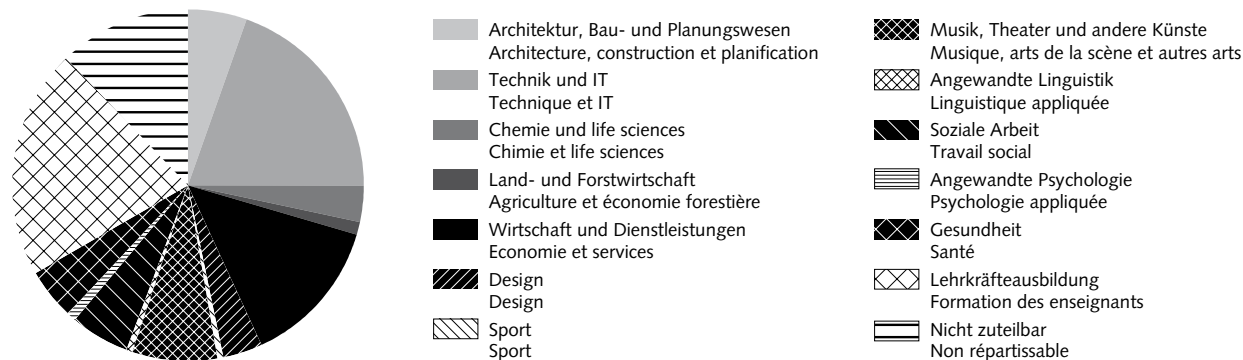 Architektur, Bau- und Planungswesen
Architecture, construction et planification
Technik und IT
Technique et IT
Chemie und life sciences
Chimie et life sciences
Land- und Forstwirtschaft
Agriculture et économie forestière
Wirtschaft und Dienstleistungen
Economie et services
Design
Design
Sport
Sport
Musik, Theater und andere Künste
Musique, arts de la scène et autres arts
Angewandte Linguistik
Linguistique appliquée
Soziale Arbeit
Travail social
Angewandte Psychologie
Psychologie appliquée
Gesundheit
Santé
Lehrkräfteausbildung
Formation des enseignants
Nicht zuteilbar
Non répartissable